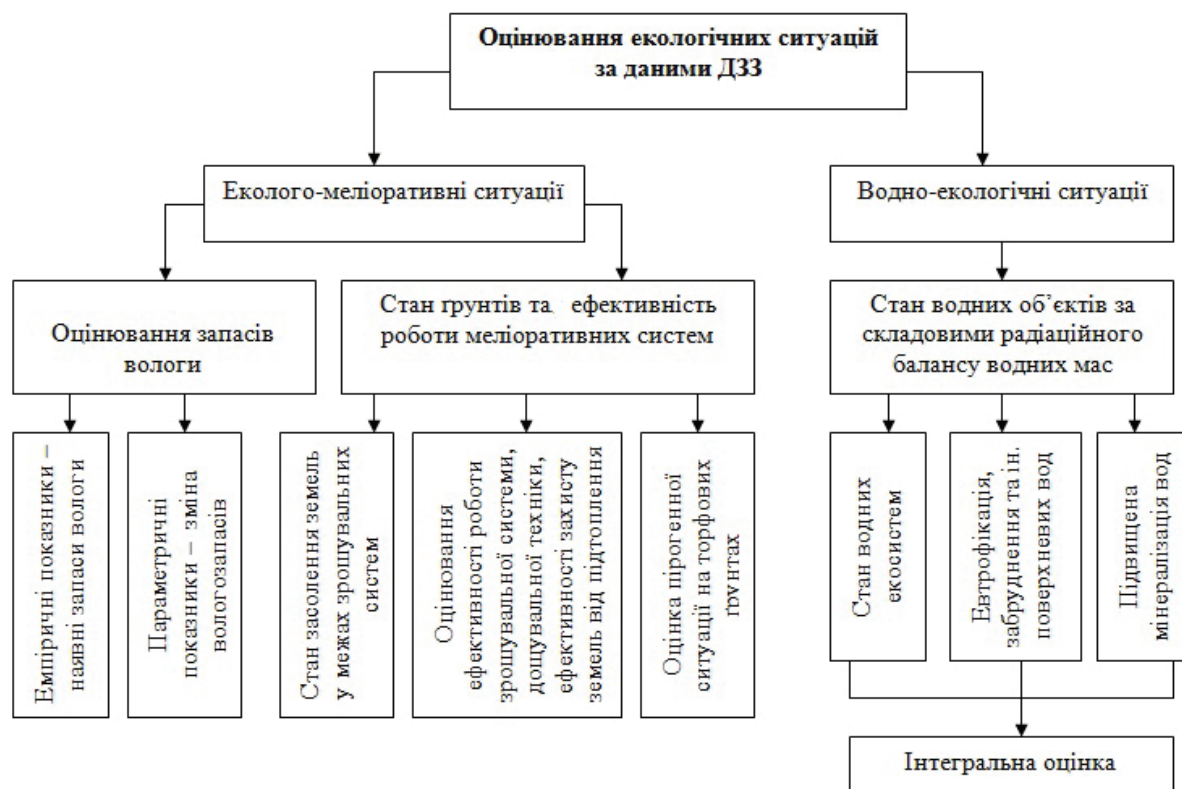 Оцінювання екологічних ситуацій
за даними ДЗЗ
Еколого-меліоративні ситуації
Водно-екологічні ситуації
Оцінювання запасів
вологи
Стан ґрунтів та ефективність
роботи меліоративних систем
Стан водних об’єктів за
складовими радіаційного
балансу водних мас
Емпіричні показники –
наявні запаси вологи
Параметричні
показники – зміна
вологозапасів
Стан засолення земель
у межах зрошувальних
систем
Оцінювання
ефективності роботи
зрошувальної системи,
дощувальної техніки,
ефективності захисту
земель від підтоплення
Оцінка пірогенної
ситуації на торфових
ґрунтах
Стан водних
екосистем
Евтрофікація,
забруднення та ін.
поверхневих вод
Підвищена
мінералізація вод
Інтегральна оцінка